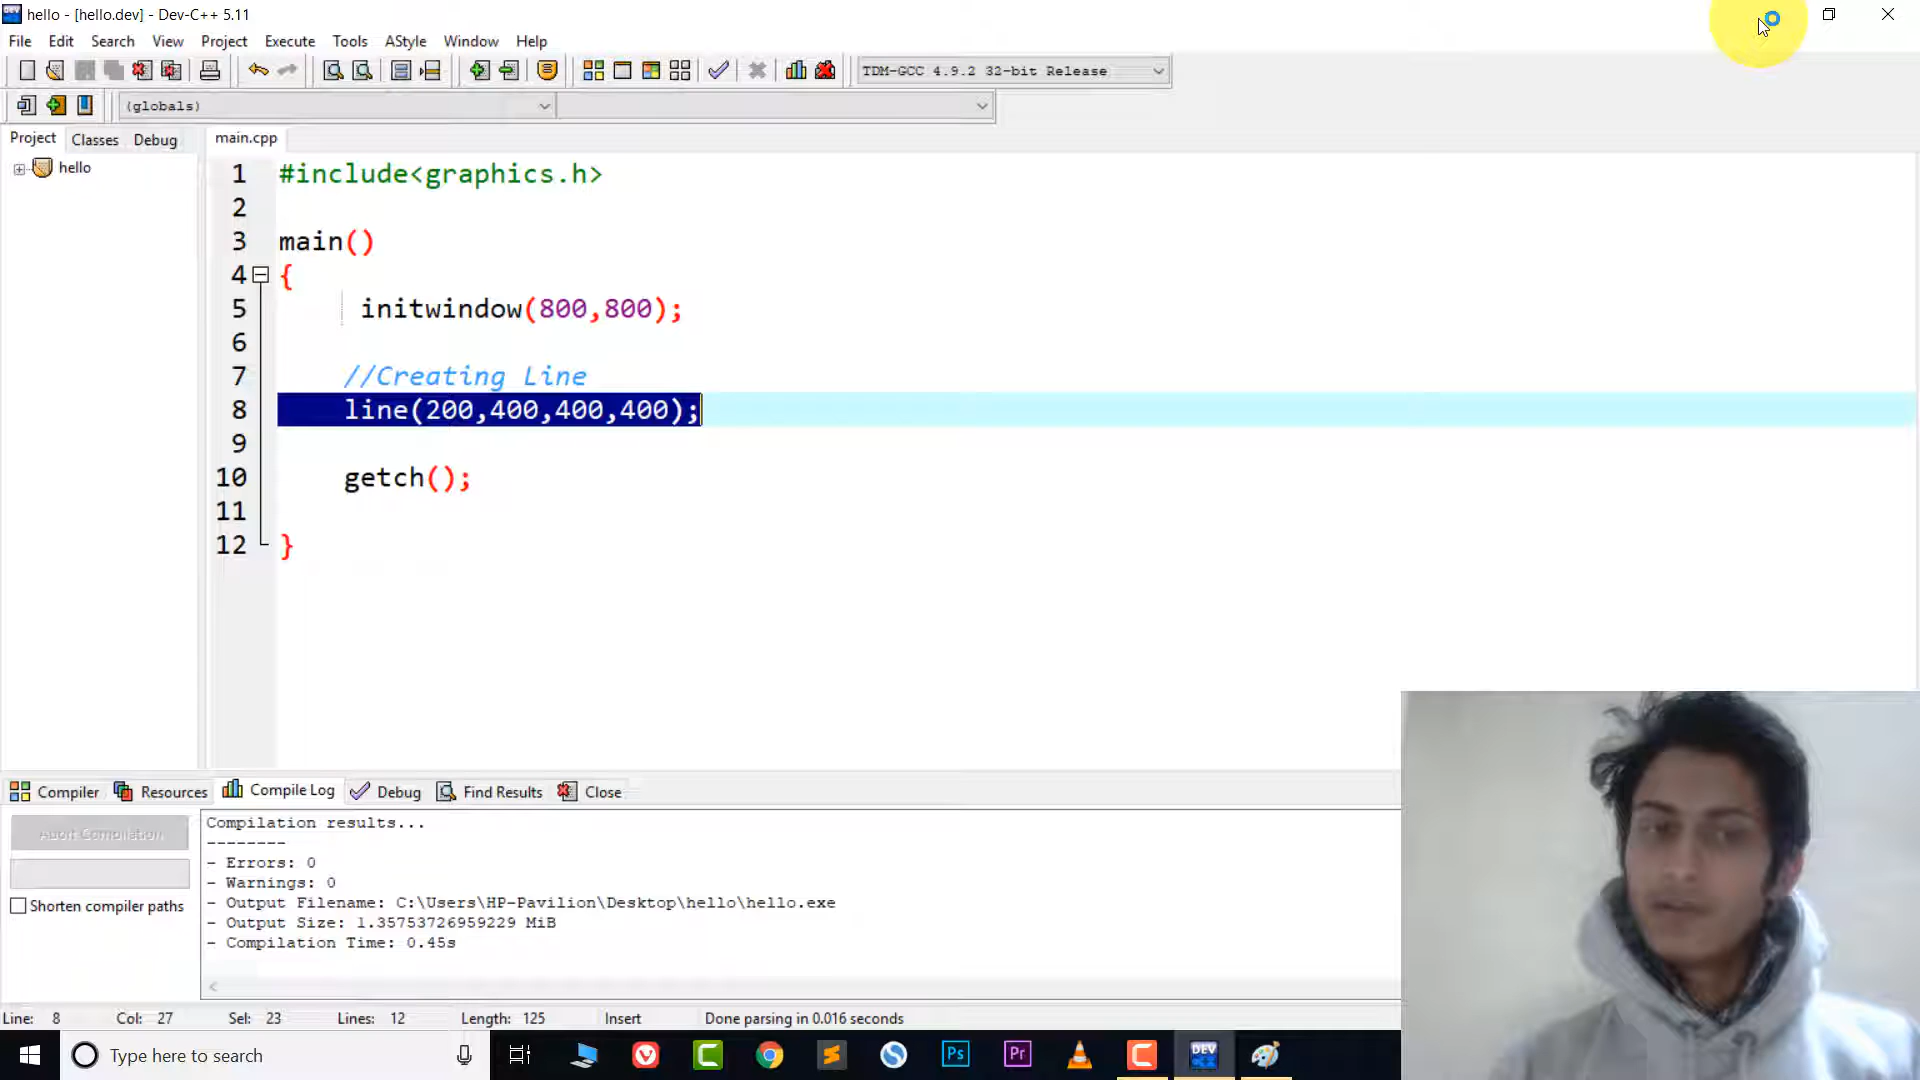 hello - [hello.dev] - Dev-C++ 5.11
File Edit Search View Project Execute Tools AStyle Window Help
TDM-GCC 4.9.2 32-bit Release
(globals)
Project Classes Debug main.cpp
hello
1 #include<graphics.h>
2
3 main()
4 {
5 initwindow(800,800);
6
7 //Creating Line
8 line(200,400,400,400);
9
10 getch();
11
12 }
Compiler Resources Compile Log Debug Find Results Close
Abort Compilation
Shorten compiler paths
Compilation results...
--------
- Errors: 0
- Warnings: 0
- Output Filename: C:\Users\HP-Pavilion\Desktop\hello\hello.exe
- Output Size: 1.35753726959229 MiB
- Compilation Time: 0.45s
Line: 8 Col: 27 Sel: 23 Lines: 12 Length: 125 Insert Done parsing in 0.016 seconds
Type here to search
Ps
Pr
DEV